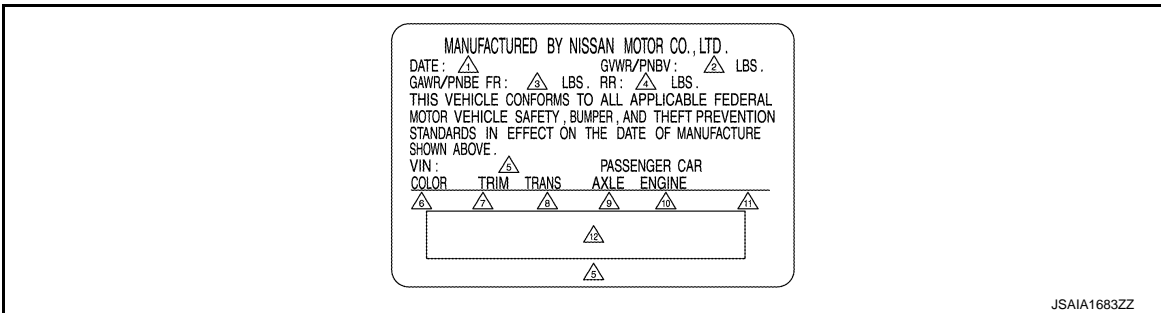 MANUFACTURED BY NISSAN MOTOR CO., LTD.
DATE: 1 GVWR/PNBV: 2 LBS.
GAWR/PNBE FR: 3 LBS. RR: 4 LBS.
THIS VEHICLE CONFORMS TO ALL APPLICABLE FEDERAL
MOTOR VEHICLE SAFETY, BUMPER, AND THEFT PREVENTION
STANDARDS IN EFFECT ON THE DATE OF MANUFACTURE
SHOWN ABOVE.
VIN: 5 PASSENGER CAR
COLOR TRIM TRANS AXLE ENGINE
6 7 8 9 10 11
12
5
JSAIA1683ZZ